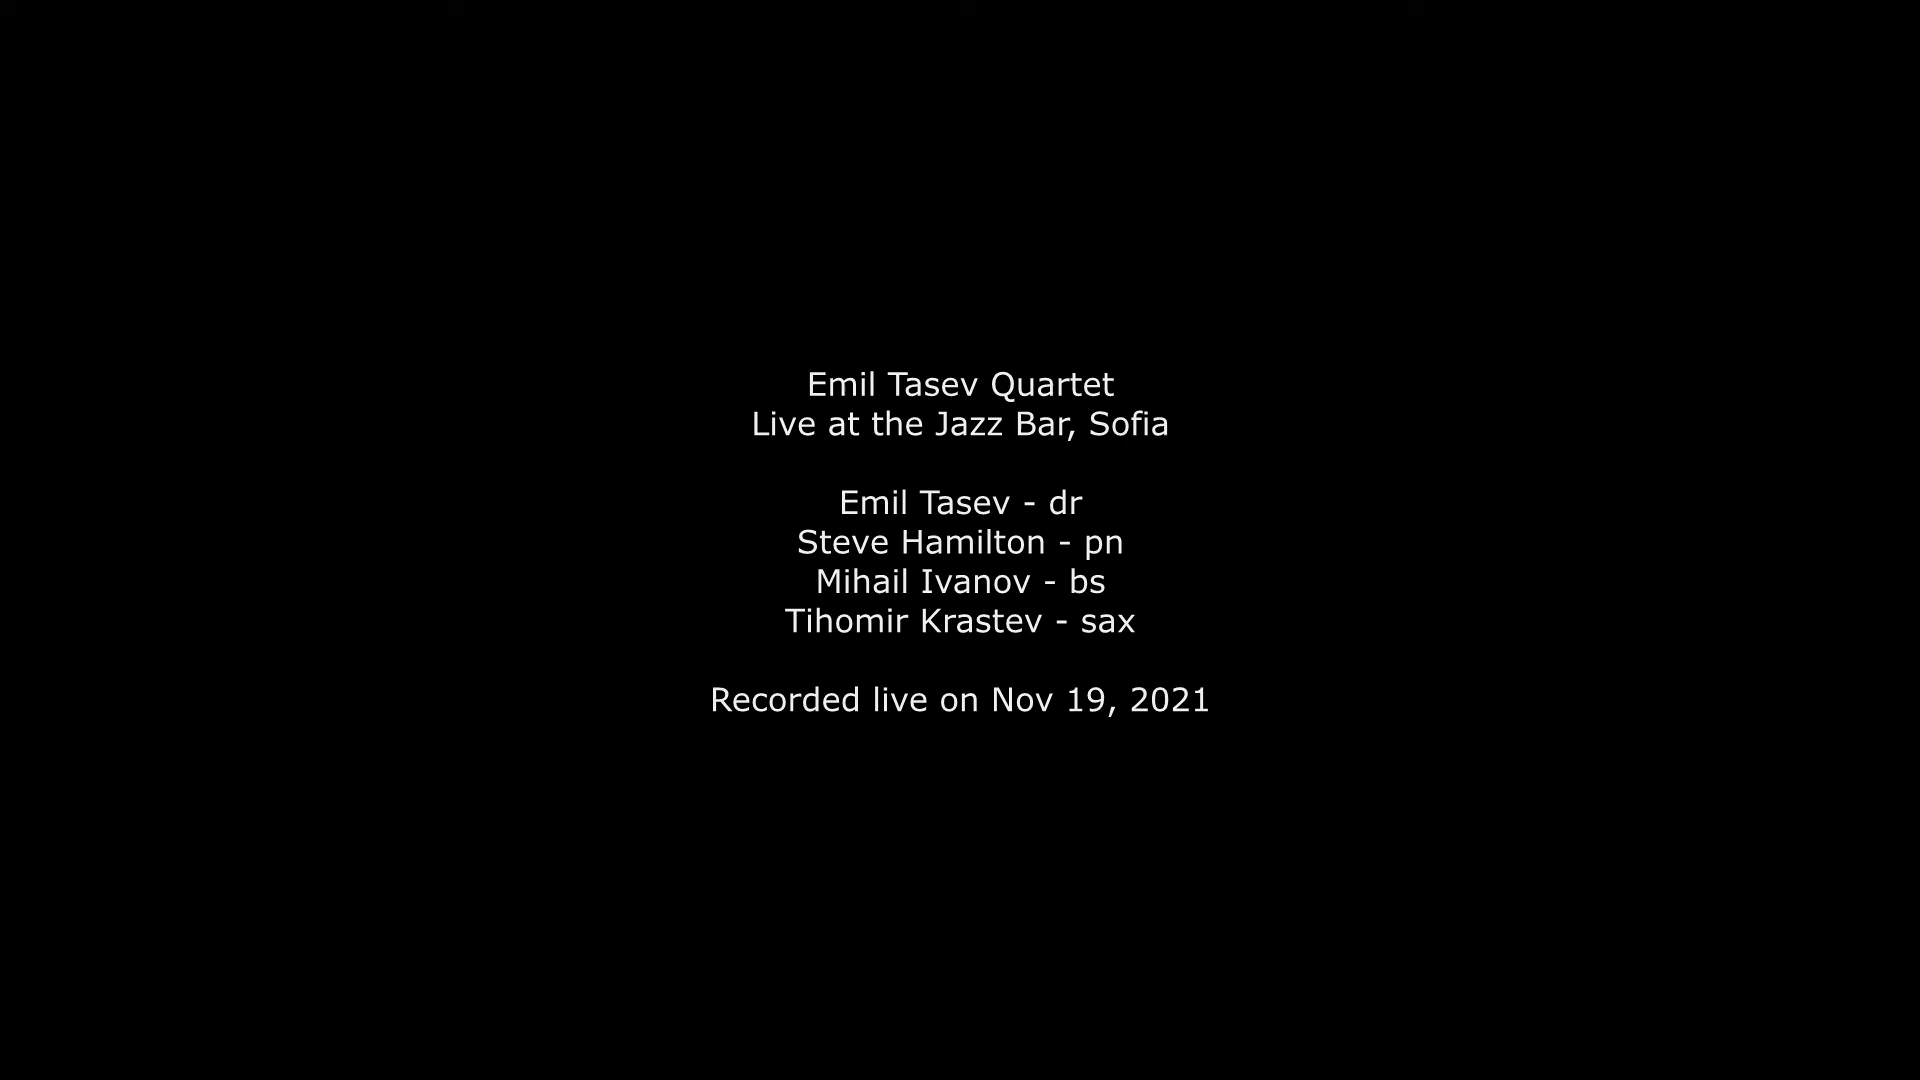 Emil Tasev Quartet
Live at the Jazz Bar, Sofia
Emil Tasev - dr
Steve Hamilton - pn
Mihail Ivanov - bs
Tihomir Krastev - sax
Recorded live on Nov 19, 2021